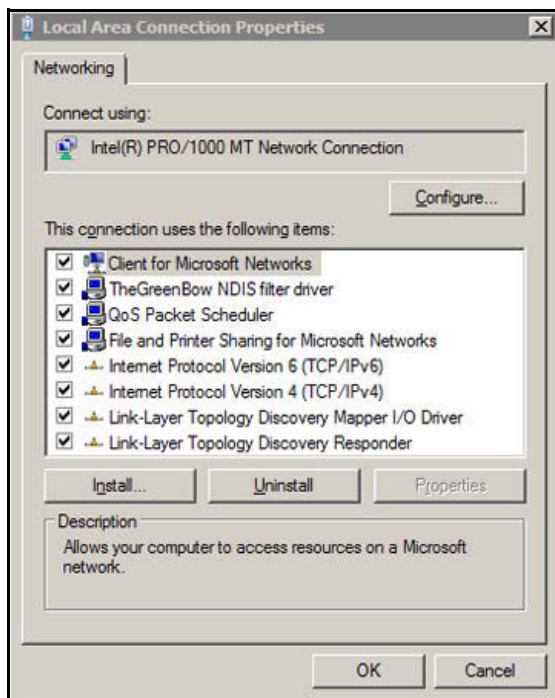 Local Area Connection Properties
Networking
Connect using:
Intel(R) PRO/1000 MT Network Connection
Configure...
This connection uses the following items:
Client for Microsoft Networks
TheGreenBow NDIS filter driver
QoS Packet Scheduler
File and Printer Sharing for Microsoft Networks
Internet Protocol Version 6 (TCP/IPv6)
Internet Protocol Version 4 (TCP/IPv4)
Link-Layer Topology Discovery Mapper I/O Driver
Link-Layer Topology Discovery Responder
Install... Uninstall Properties
Description
Allows your computer to access resources on a Microsoft
network.
OK Cancel